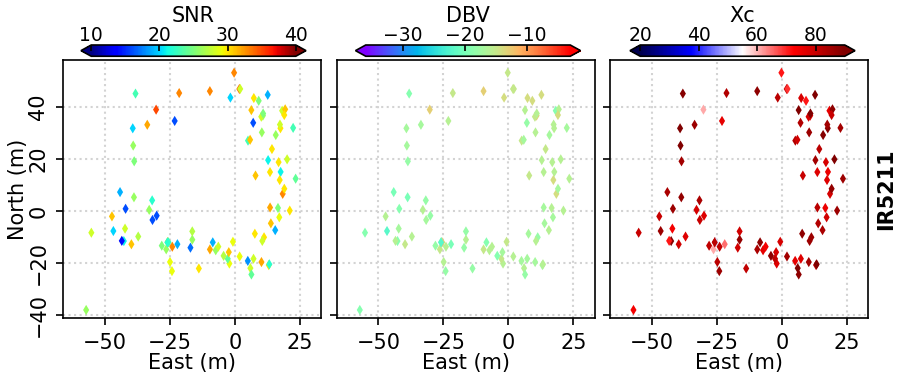 SNR DBV Xc
10 20 30 40 −30 −20 −10 20 40 60 80
40
20
0
−20
−40
North (m)
IR5211
−50 −25 0 25 −50 −25 0 25 −50 −25 0 25
East (m) East (m) East (m)